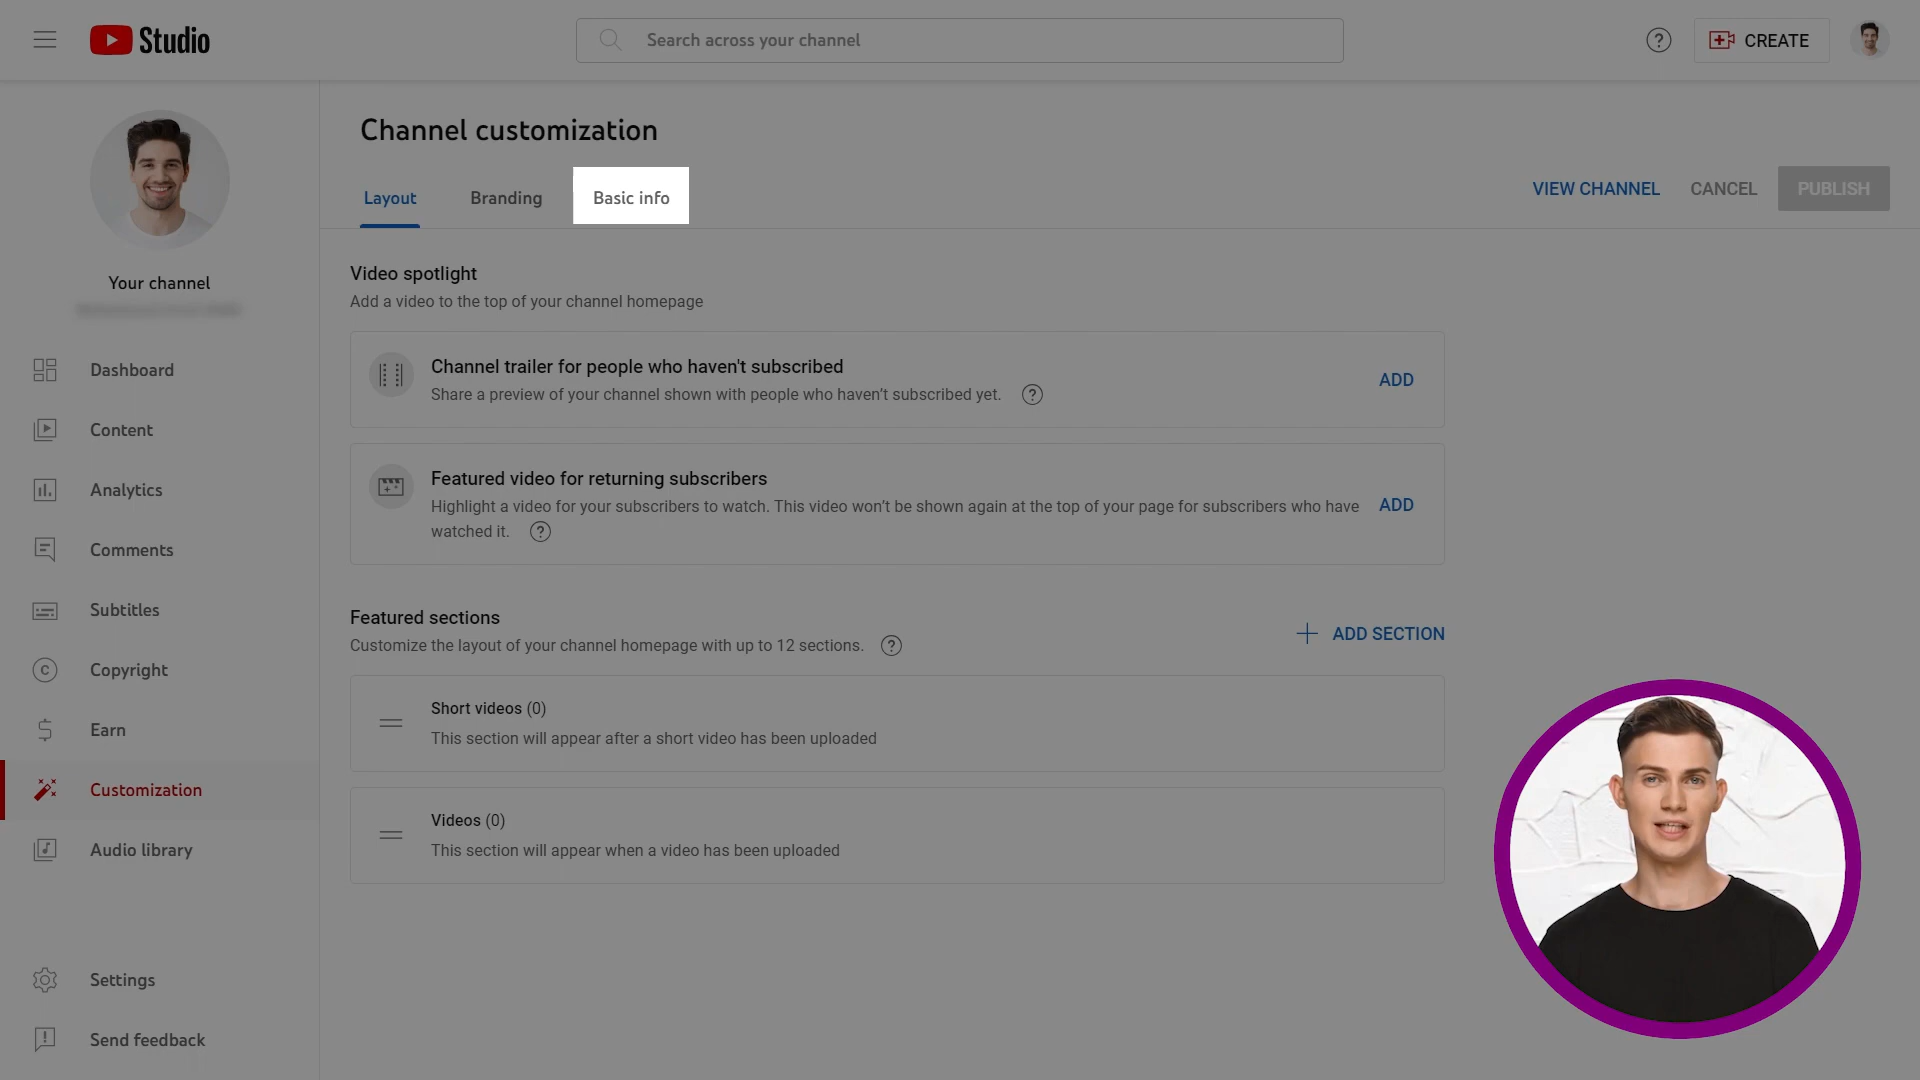 Studio
Search across your channel
CREATE
Channel customization
Layout
Branding
Basic info
VIEW CHANNEL
CANCEL
PUBLISH
Your channel
Dashboard
Content
Analytics
Comments
Subtitles
Copyright
Earn
Customization
Audio library
Settings
Send feedback
Video spotlight
Add a video to the top of your channel homepage
Channel trailer for people who haven't subscribed
Share a preview of your channel shown with people who haven’t subscribed yet.
ADD
Featured video for returning subscribers
Highlight a video for your subscribers to watch. This video won’t be shown again at the top of your page for subscribers who have
watched it.
ADD
Featured sections
Customize the layout of your channel homepage with up to 12 sections.
ADD SECTION
Short videos (0)
This section will appear after a short video has been uploaded
Videos (0)
This section will appear when a video has been uploaded